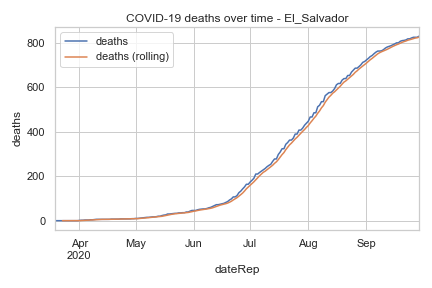 COVID-19 deaths over time - El_Salvador
deaths
deaths (rolling)
800
600
400
200
0
deaths
Apr
2020
May
Jun
Jul
Aug
Sep
dateRep